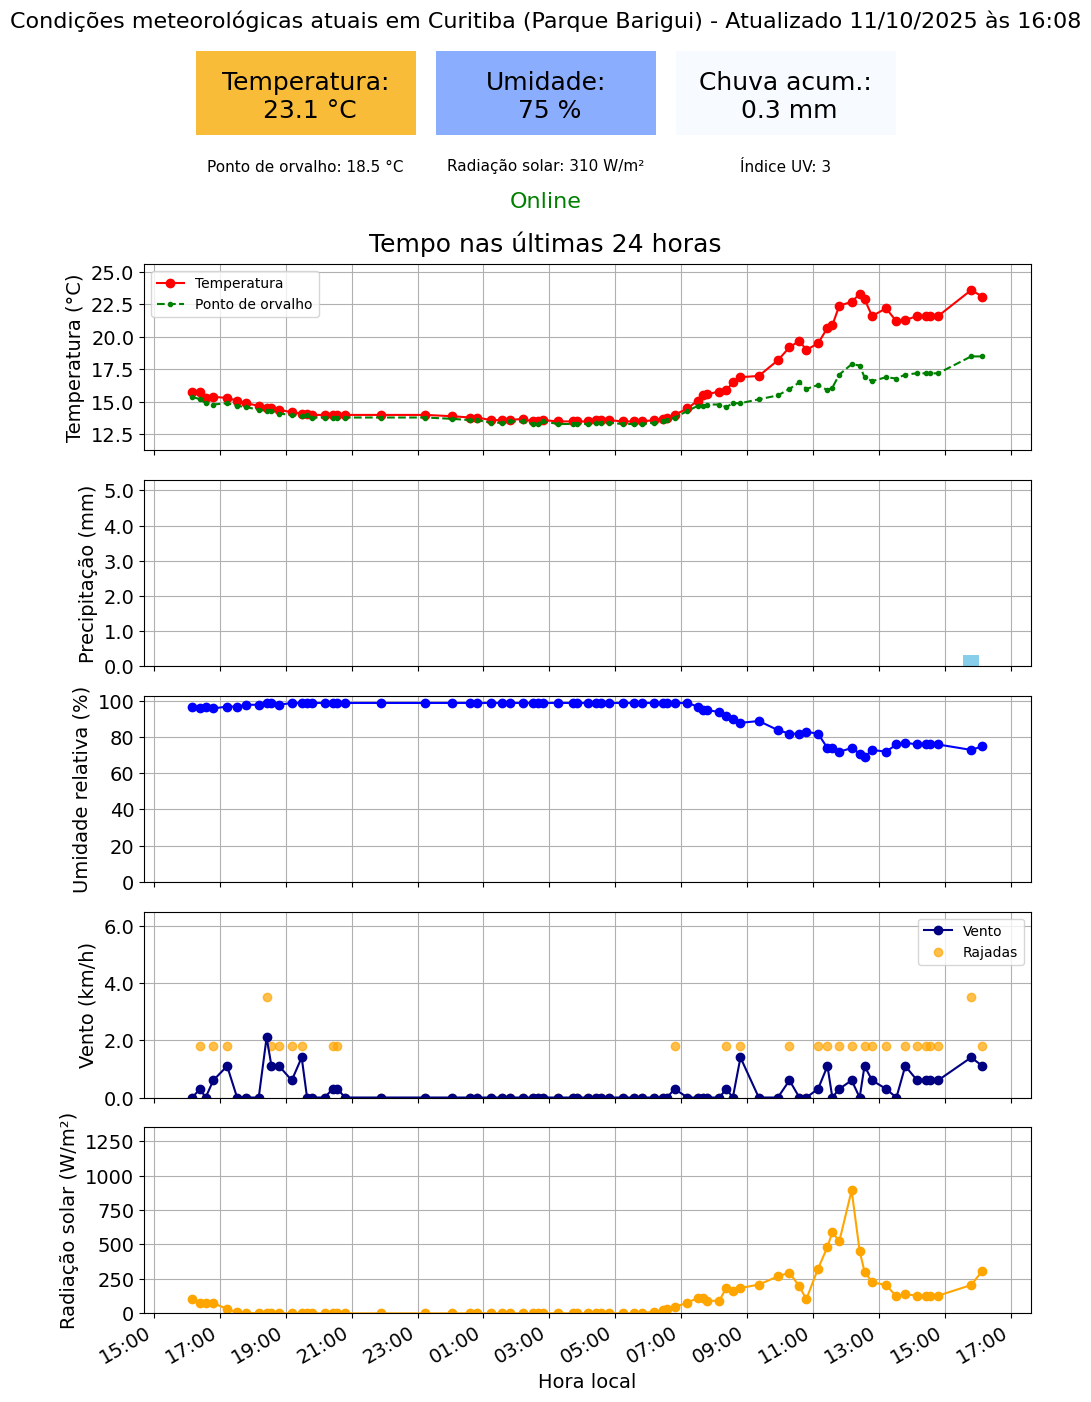 Condições meteorológicas atuais em Curitiba (Parque Barigui) - Atualizado 11/10/2025 às 16:08
Temperatura:
23.1 °C
Umidade:
75 %
Chuva acum.:
0.3 mm
Ponto de orvalho: 18.5 °C
Radiação solar: 310 W/m²
Índice UV: 3
Online
Tempo nas últimas 24 horas
Temperatura (°C)
25.0
22.5
20.0
17.5
15.0
12.5
Temperatura
Ponto de orvalho
Precipitação (mm)
5.0
4.0
3.0
2.0
1.0
0.0
Umidade relativa (%)
100
80
60
40
20
0
Vento (km/h)
6.0
4.0
2.0
0.0
Vento
Rajadas
Radiação solar (W/m²)
1250
1000
750
500
250
0
15:00
17:00
19:00
21:00
23:00
01:00
03:00
05:00
07:00
09:00
11:00
13:00
15:00
17:00
Hora local